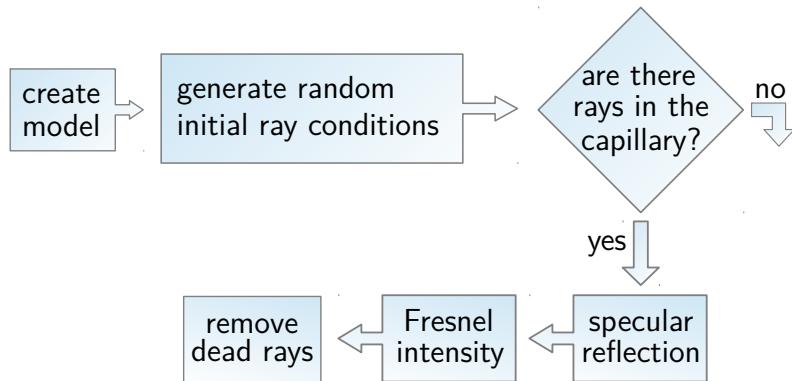 create
model
generate random
initial ray conditions
are there
rays in the
capillary?
no
yes
specular
reflection
Fresnel
intensity
remove
dead rays